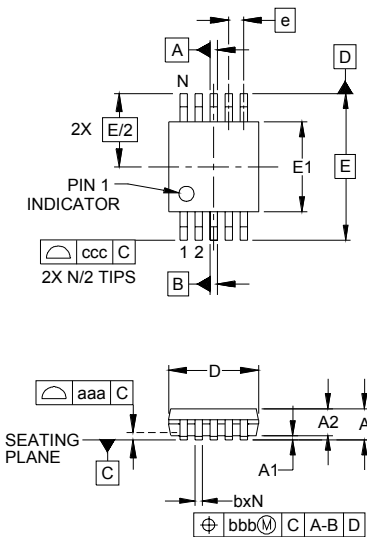 A
e
D
N
2X E/2
E1
E
PIN 1
INDICATOR
ccc C
1 2
2X N/2 TIPS
B
D
aaa C
A2
A
SEATING
PLANE
C
A1
bxN
bbb Ⓜ C A-B D